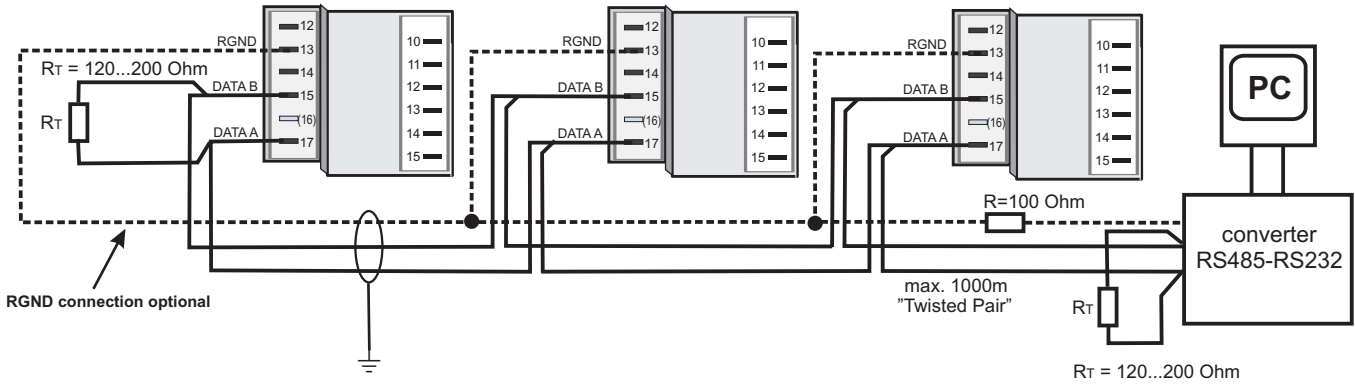 12
RGND
13
RT = 120...200 Ohm
14
DATA B
15
RT
(16)
DATA A
17
10
11
12
13
14
15
12
RGND
13
14
DATA B
15
(16)
DATA A
17
10
11
12
13
14
15
12
RGND
13
14
DATA B
15
(16)
DATA A
17
10
11
12
13
14
15
PC
R=100 Ohm
converter
RS485-RS232
RGND connection optional
max. 1000m
"Twisted Pair"
RT
RT = 120...200 Ohm